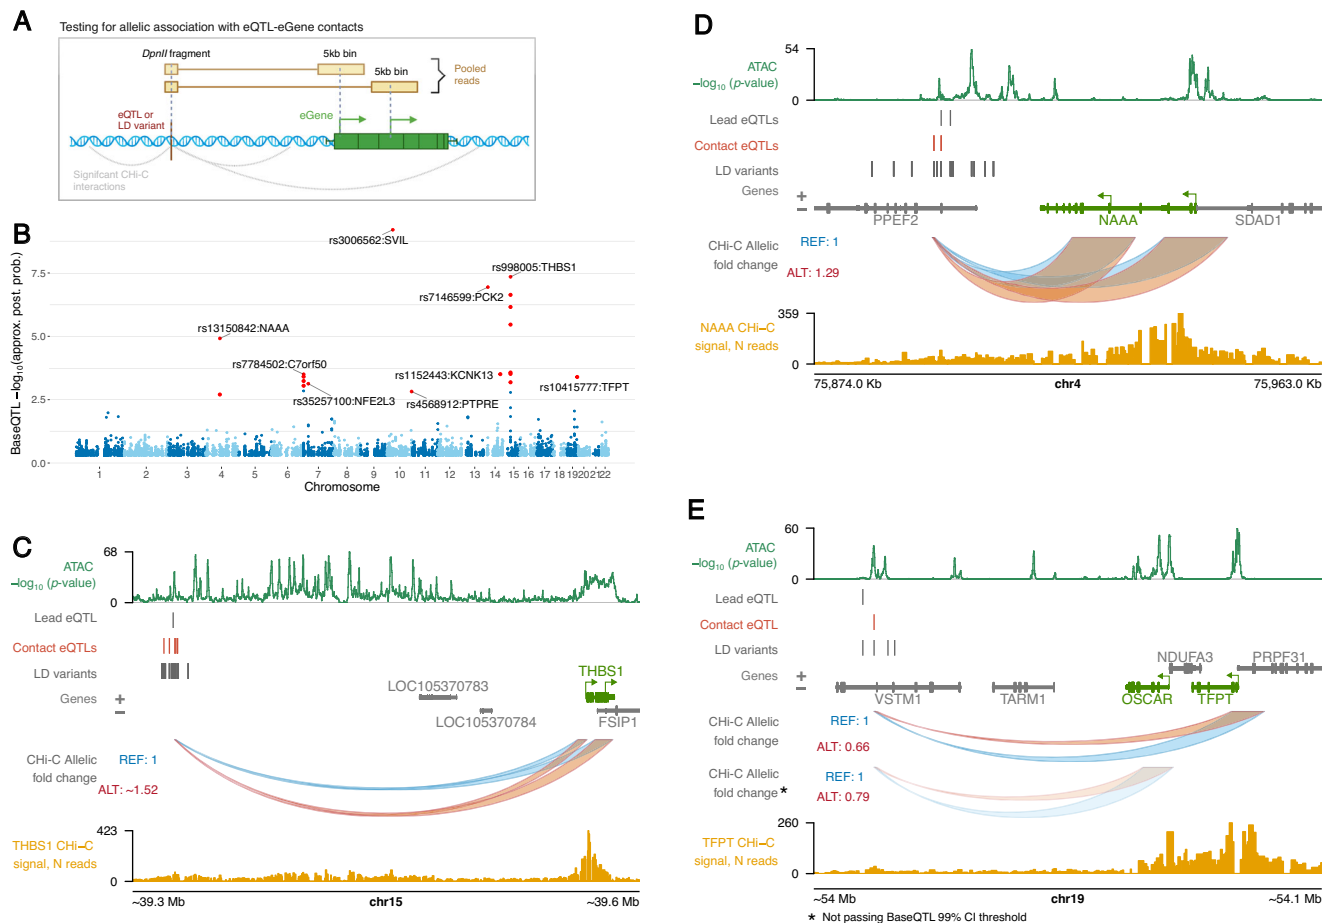 A
Testing for allelic association with eQTL-eGene contacts
DpnII fragment
5kb bin
5kb bin
Pooled
reads
eQTL or
LD variant
eGene
Signifcant CHi-C
interactions
B
BaseQTL −log10(approx. post. prob.)
7.5
5.0
2.5
0.0
rs3006562:SVIL
rs998005:THBS1
rs7146599:PCK2
rs13150842:NAAA
rs7784502:C7orf50
rs1152443:KCNK13
rs10415777:TFPT
rs35257100:NFE2L3
rs4568912:PTPRE
1 2 3 4 5 6 7 8 9 10 11 12 13 14 15 16 17 18 19 20 21 22
Chromosome
C
ATAC
−log10 (p-value)
68
0
Lead eQTL
Contact eQTLs
LD variants
Genes
+
−
THBS1
LOC105370783
LOC105370784
FSIP1
CHi-C Allelic
fold change
REF: 1
ALT: ~1.52
THBS1 CHi−C
signal, N reads
423
0
~39.3 Mb
chr15
~39.6 Mb
D
ATAC
−log10 (p-value)
54
0
Lead eQTLs
Contact eQTLs
LD variants
Genes
+
−
PPEF2
NAAA
SDAD1
CHi-C Allelic
fold change
REF: 1
ALT: 1.29
NAAA CHi−C
signal, N reads
359
0
75,874.0 Kb
chr4
75,963.0 Kb
E
ATAC
−log10 (p-value)
60
0
Lead eQTL
Contact eQTL
LD variants
Genes
+
−
NDUFA3
PRPF31
VSTM1
TARM1
OSCAR
TFPT
CHi-C Allelic
fold change
REF: 1
ALT: 0.66
CHi-C Allelic
fold change *
REF: 1
ALT: 0.79
TFPT CHi−C
signal, N reads
260
0
~54 Mb
chr19
~54.1 Mb
* Not passing BaseQTL 99% CI threshold